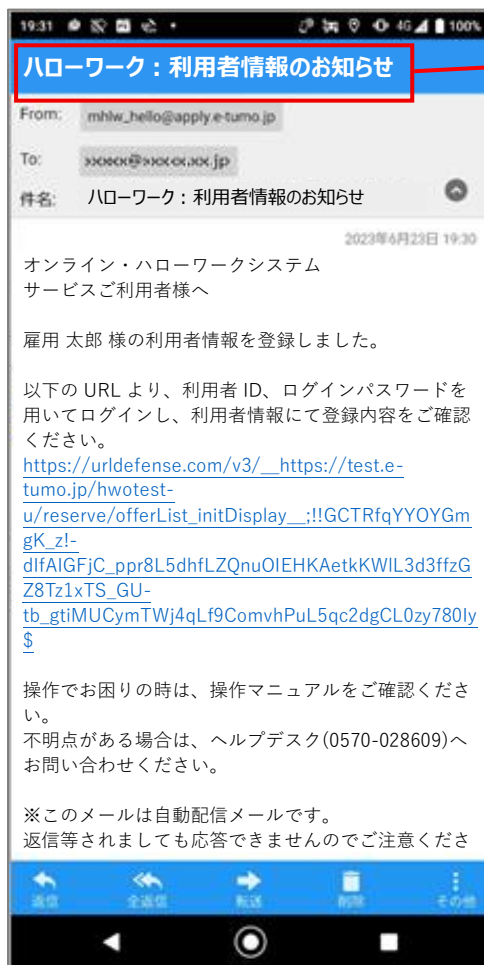 19:31
4G 100%
ハローワーク：利用者情報のお知らせ
From: mhlw_hello@apply.e-tumo.jp
To: jp
件名: ハローワーク：利用者情報のお知らせ
2023年6月23日 19:30
オンライン・ハローワークシステム
サービスご利用者様へ
雇用 太郎 様の利用者情報を登録しました。
以下の URL より、利用者 ID、ログインパスワードを
用いてログインし、利用者情報にて登録内容をご確認
ください。
https://urldefense.com/v3/__https://test.e-
tumo.jp/hwotest-
u/reserve/offerList_initDisplay__;!!GCTRfqYYOYGm
gK_z!-
dIfAIGFjC_ppr8L5dhfLZQnuOIEHKAetkKWIL3d3ffzG
Z8Tz1xTS_GU-
tb_gtiMUCymTWj4qLf9ComvhPuL5qc2dgCL0zy780Iy
$
操作でお困りの時は、操作マニュアルをご確認くださ
い。
不明点がある場合は、ヘルプデスク(0570-028609)へ
お問い合わせください。
※このメールは自動配信メールです。
返信等されましても応答できませんのでご注意くださ
返信 全返信 転送 削除 その他